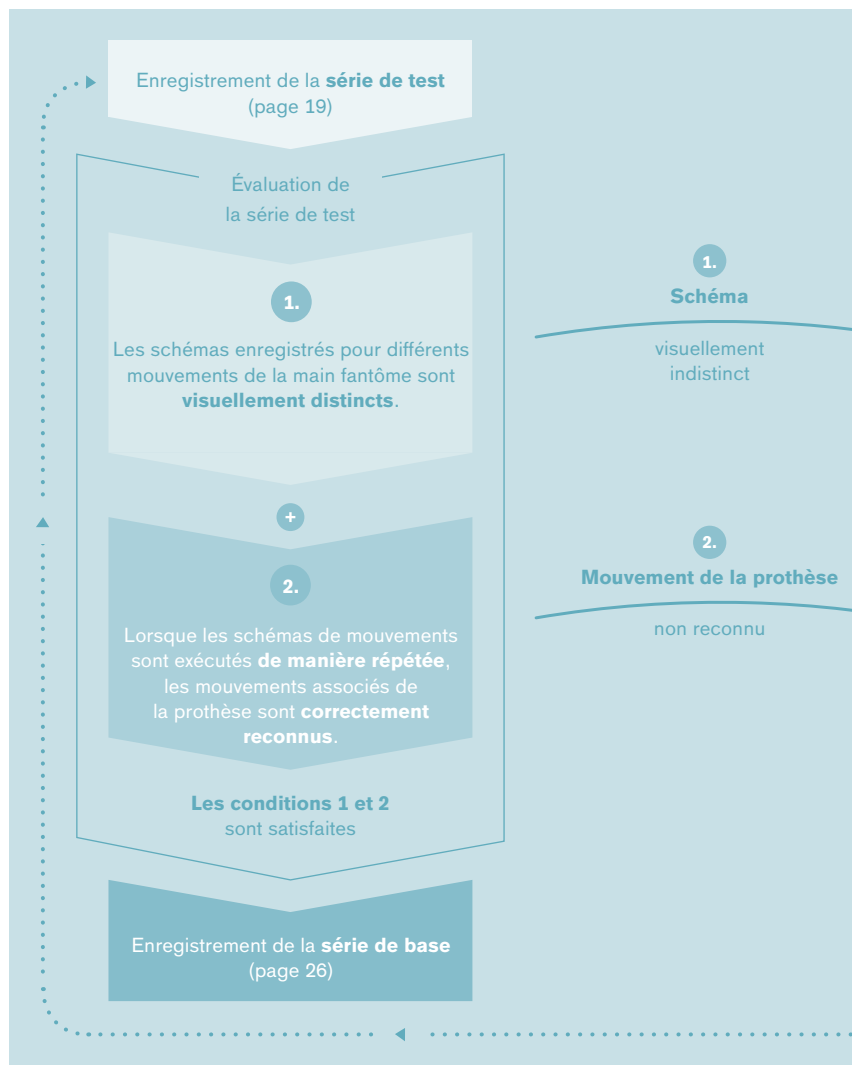 Enregistrement de la série de test
(page 19)
Évaluation de
la série de test
1.
Les schémas enregistrés pour différents
mouvements de la main fantôme sont
visuellement distincts.
+
2.
Lorsque les schémas de mouvements
sont exécutés de manière répétée,
les mouvements associés de
la prothèse sont correctement
reconnus.
Les conditions 1 et 2
sont satisfaites
Enregistrement de la série de base
(page 26)
1.
Schéma
visuellement
indistinct
2.
Mouvement de la prothèse
non reconnu